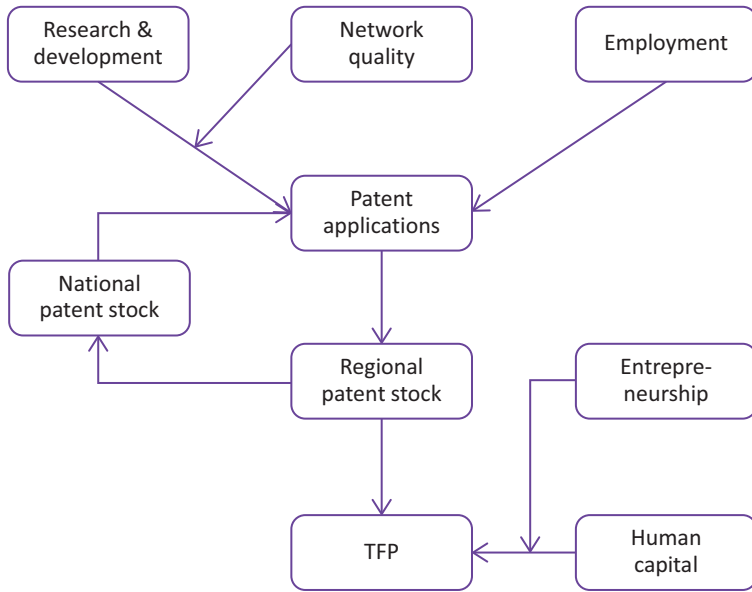 Research &
development
Network
quality
Employment
Patent
applications
National
patent stock
Regional
patent stock
Entrepre-
neurship
TFP
Human
capital